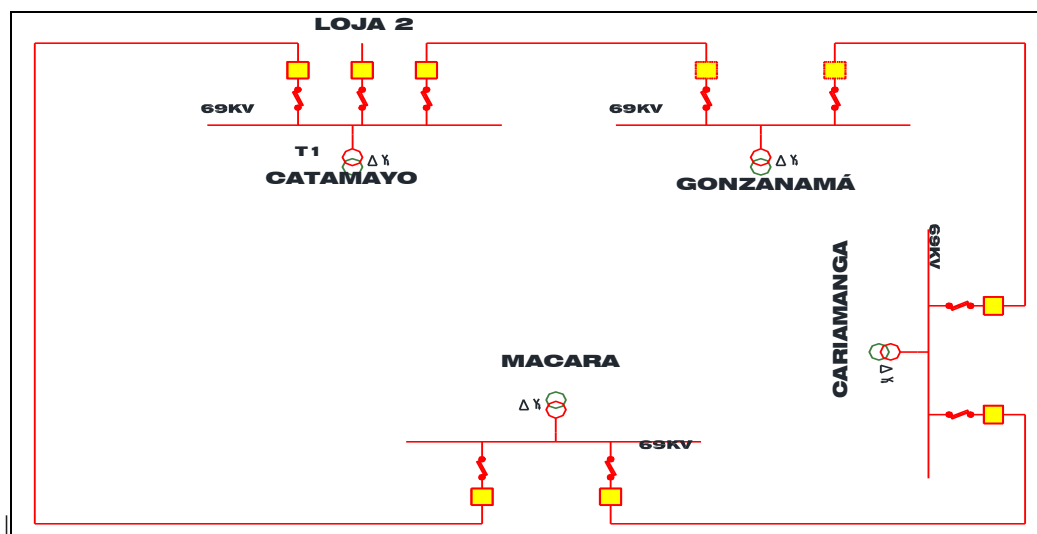 LOJA 2
69KV
69KV
T1
Δ Y
Δ Y
CATAMAYO
GONZANAMÁ
69KV
CARIAMANGA
Δ Y
MACARA
Δ Y
69KV